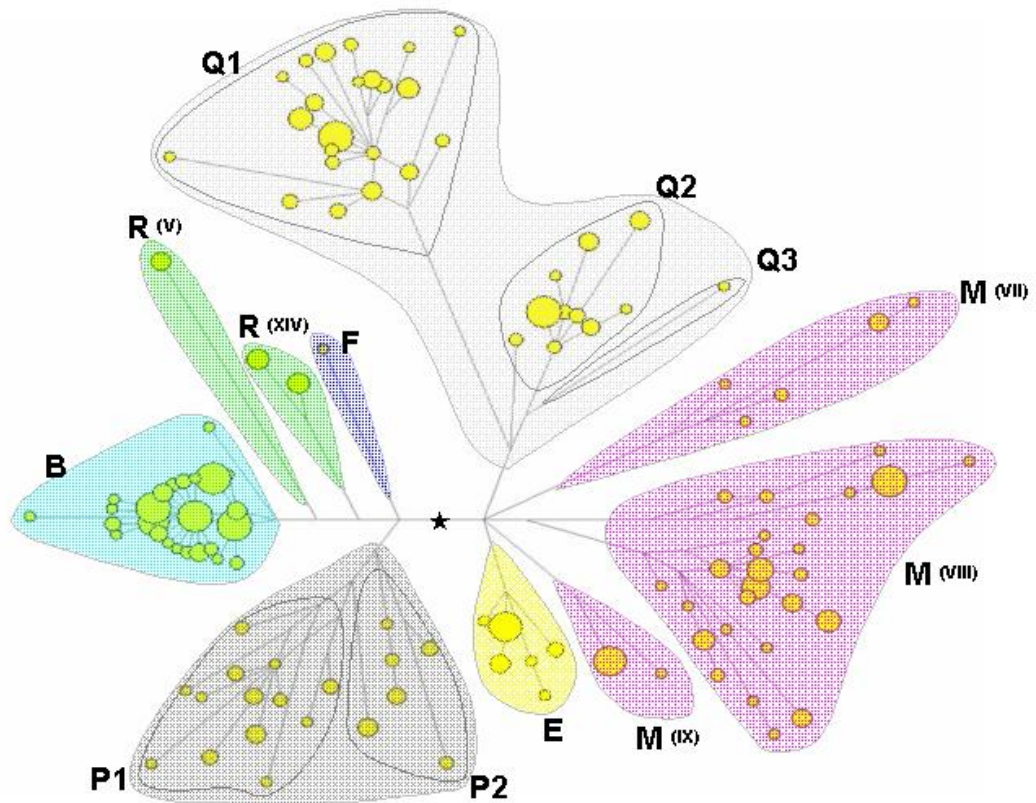 Q1
Q2
R (V)
Q3
M (VII)
R (XIV)
F
B
M (VIII)
E
M (IX)
P1
P2